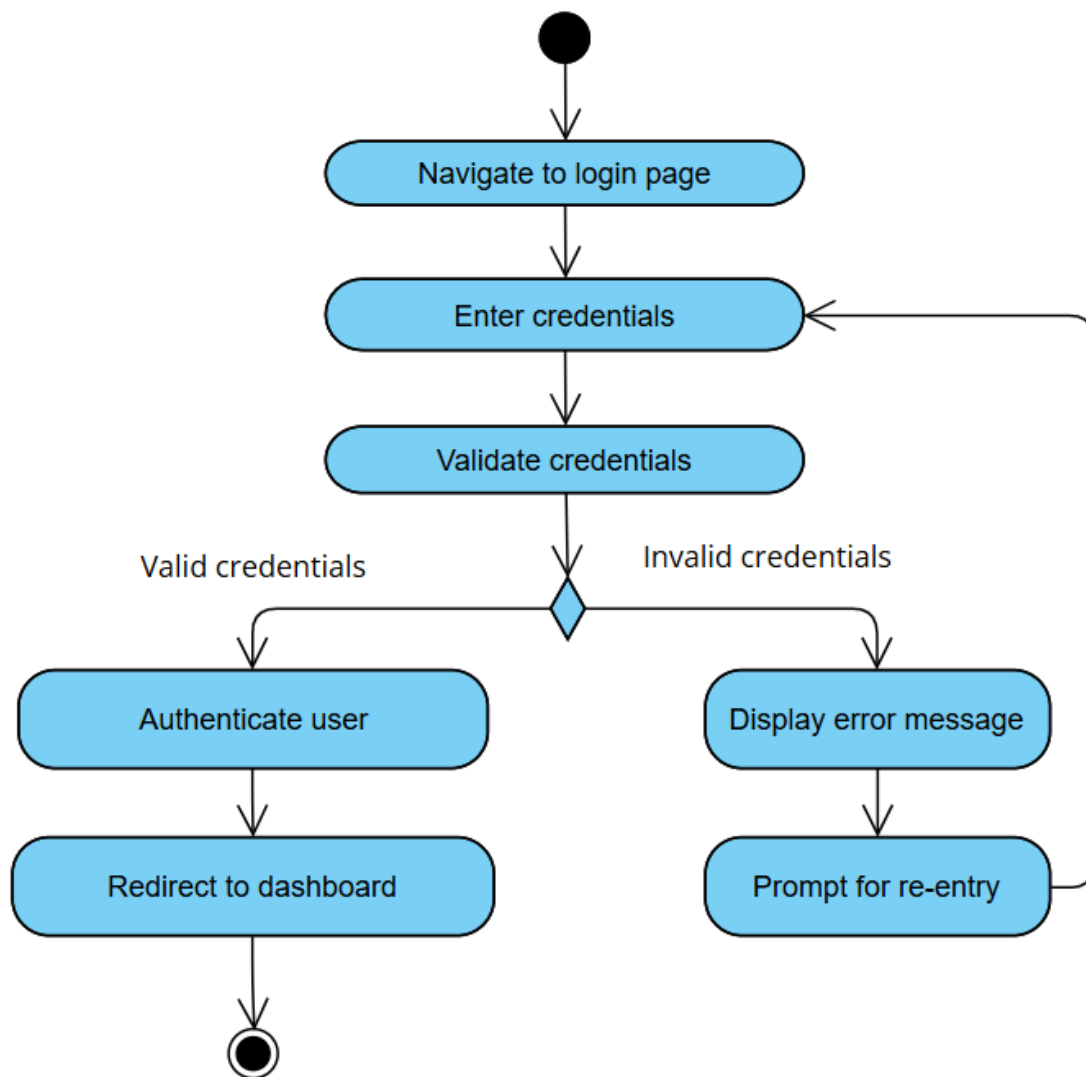 Navigate to login page
Enter credentials
Validate credentials
Valid credentials
Invalid credentials
Authenticate user
Display error message
Redirect to dashboard
Prompt for re-entry